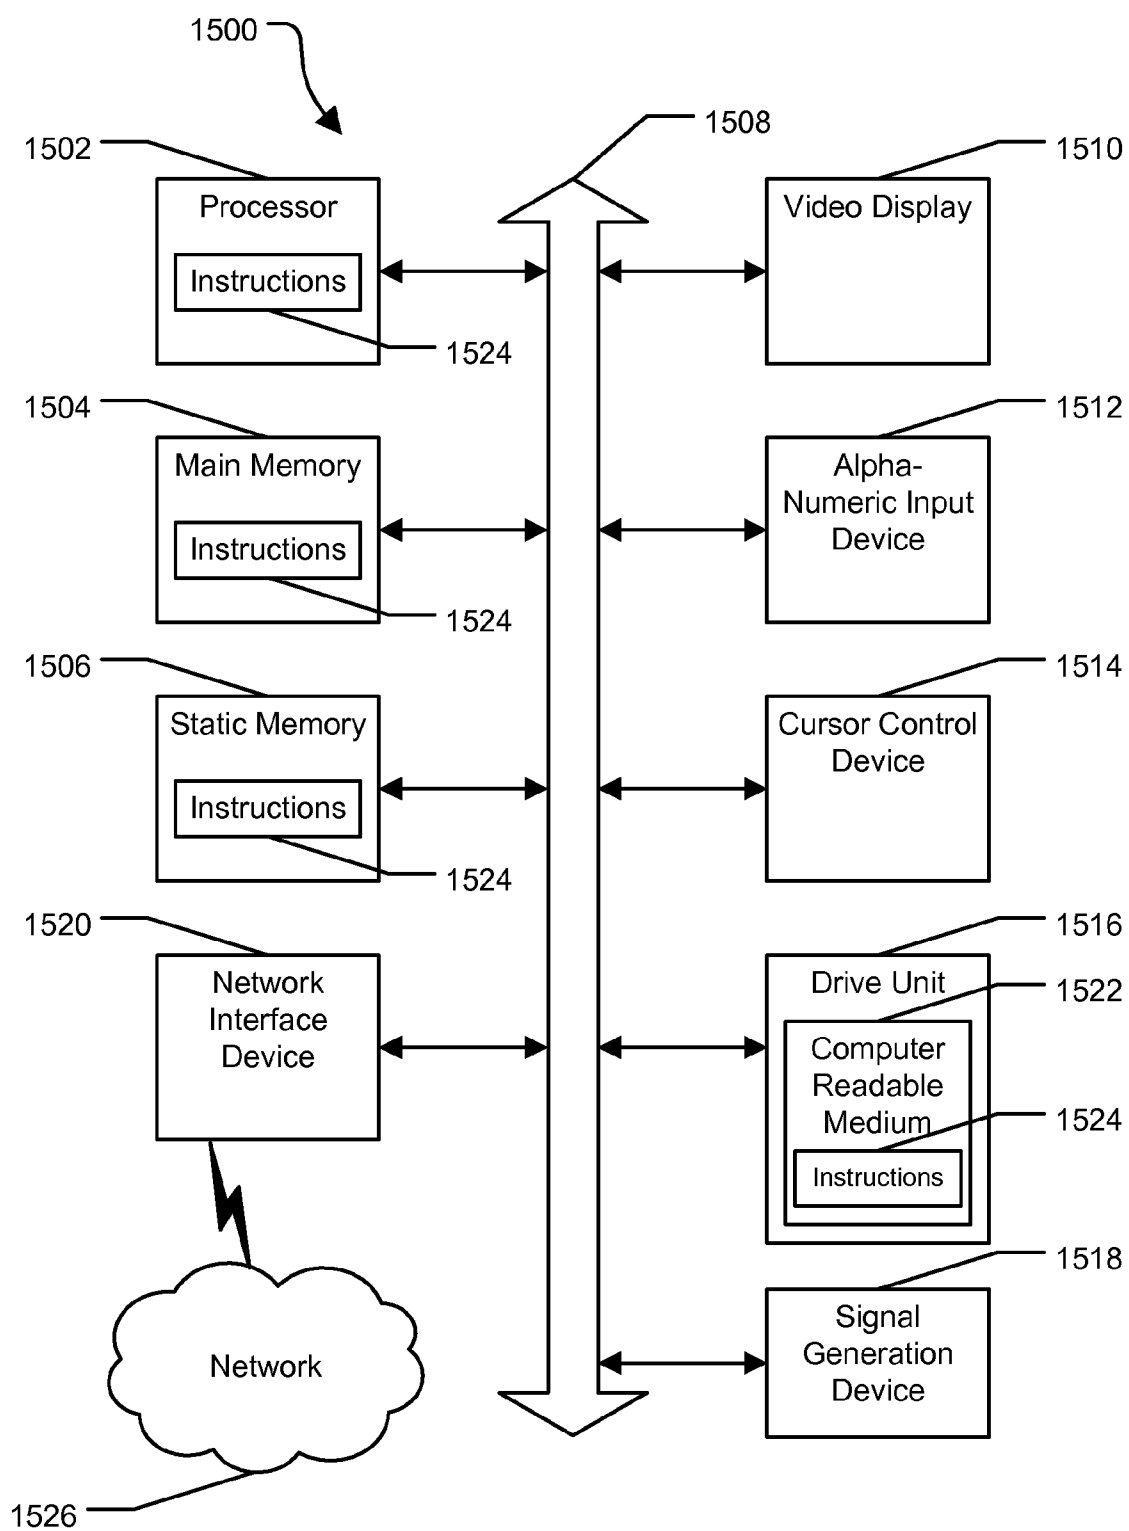 1500
1508
1502
Processor
Instructions
1524
1510
Video Display
1504
Main Memory
Instructions
1524
1512
Alpha-
Numeric Input
Device
1506
Static Memory
Instructions
1524
1514
Cursor Control
Device
1520
Network
Interface
Device
1516
Drive Unit
1522
Computer
Readable
Medium
1524
Instructions
1518
Signal
Generation
Device
Network
1526